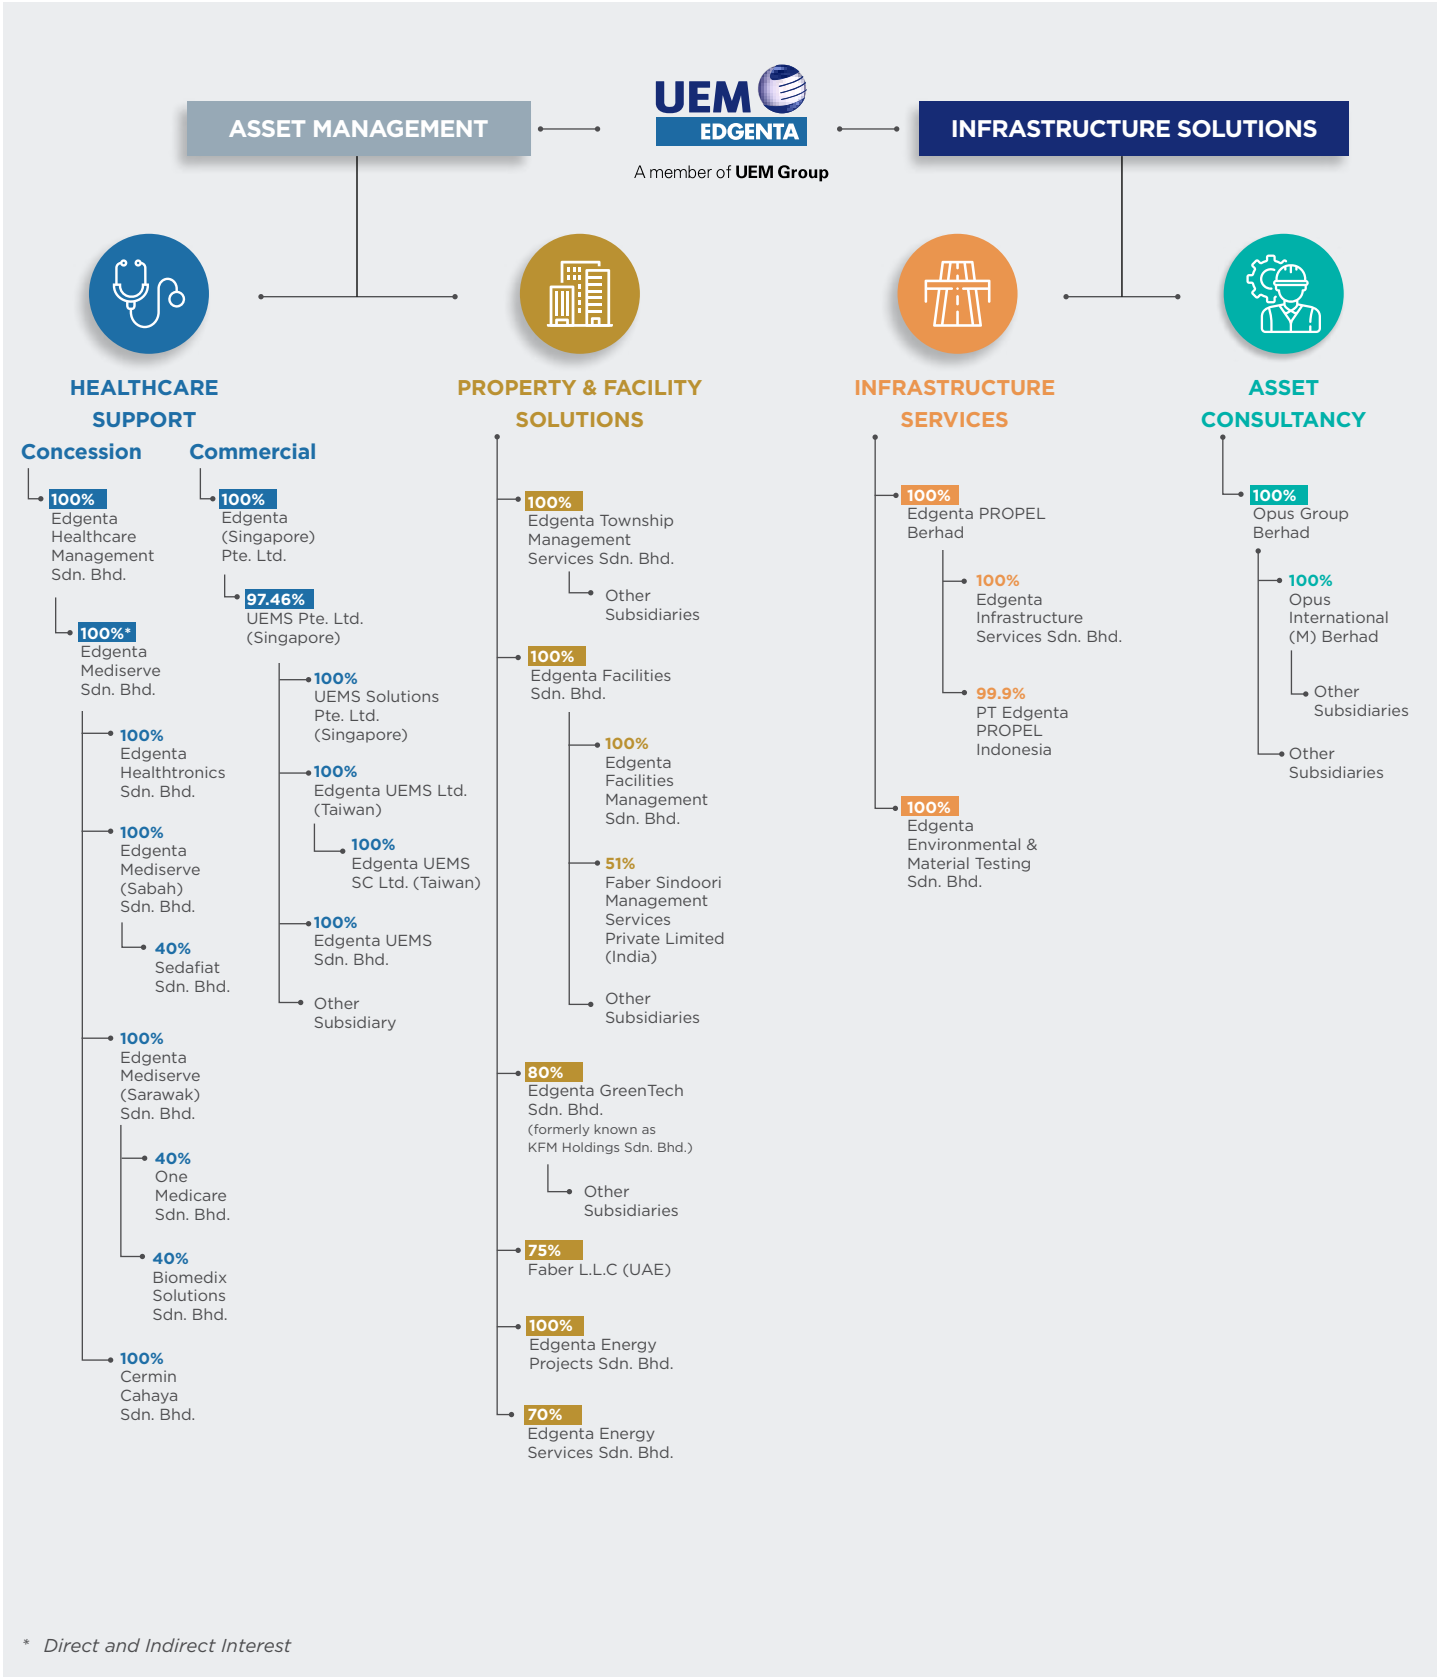 ASSET MANAGEMENT
UEM
EDGENTA
A member of UEM Group
INFRASTRUCTURE SOLUTIONS
HEALTHCARE
SUPPORT
Concession
100%
Edgenta
Healthcare
Management
Sdn. Bhd.
100%*
Edgenta
Mediserve
Sdn. Bhd.
100%
Edgenta
Healthtronics
Sdn. Bhd.
100%
Edgenta
Mediserve
(Sabah)
Sdn. Bhd.
40%
Sedafiat
Sdn. Bhd.
100%
Edgenta
Mediserve
(Sarawak)
Sdn. Bhd.
40%
One
Medicare
Sdn. Bhd.
40%
Biomedix
Solutions
Sdn. Bhd.
100%
Cermin
Cahaya
Sdn. Bhd.
Commercial
100%
Edgenta
(Singapore)
Pte. Ltd.
97.46%
UEMS Pte. Ltd.
(Singapore)
100%
UEMS Solutions
Pte. Ltd.
(Singapore)
100%
Edgenta UEMS Ltd.
(Taiwan)
100%
Edgenta UEMS
SC Ltd. (Taiwan)
100%
Edgenta UEMS
Sdn. Bhd.
Other
Subsidiary
PROPERTY & FACILITY
SOLUTIONS
100%
Edgenta Township
Management
Services Sdn. Bhd.
Other
Subsidiaries
100%
Edgenta Facilities
Sdn. Bhd.
100%
Edgenta
Facilities
Management
Sdn. Bhd.
51%
Faber Sindoori
Management
Services
Private Limited
(India)
Other
Subsidiaries
80%
Edgenta GreenTech
Sdn. Bhd.
(formerly known as
KFM Holdings Sdn. Bhd.)
Other
Subsidiaries
75%
Faber L.L.C (UAE)
100%
Edgenta Energy
Projects Sdn. Bhd.
70%
Edgenta Energy
Services Sdn. Bhd.
INFRASTRUCTURE
SERVICES
100%
Edgenta PROPEL
Berhad
100%
Edgenta
Infrastructure
Services Sdn. Bhd.
99.9%
PT Edgenta
PROPEL
Indonesia
100%
Edgenta
Environmental &
Material Testing
Sdn. Bhd.
ASSET
CONSULTANCY
100%
Opus Group
Berhad
100%
Opus
International
(M) Berhad
Other
Subsidiaries
Other
Subsidiaries
* Direct and Indirect Interest